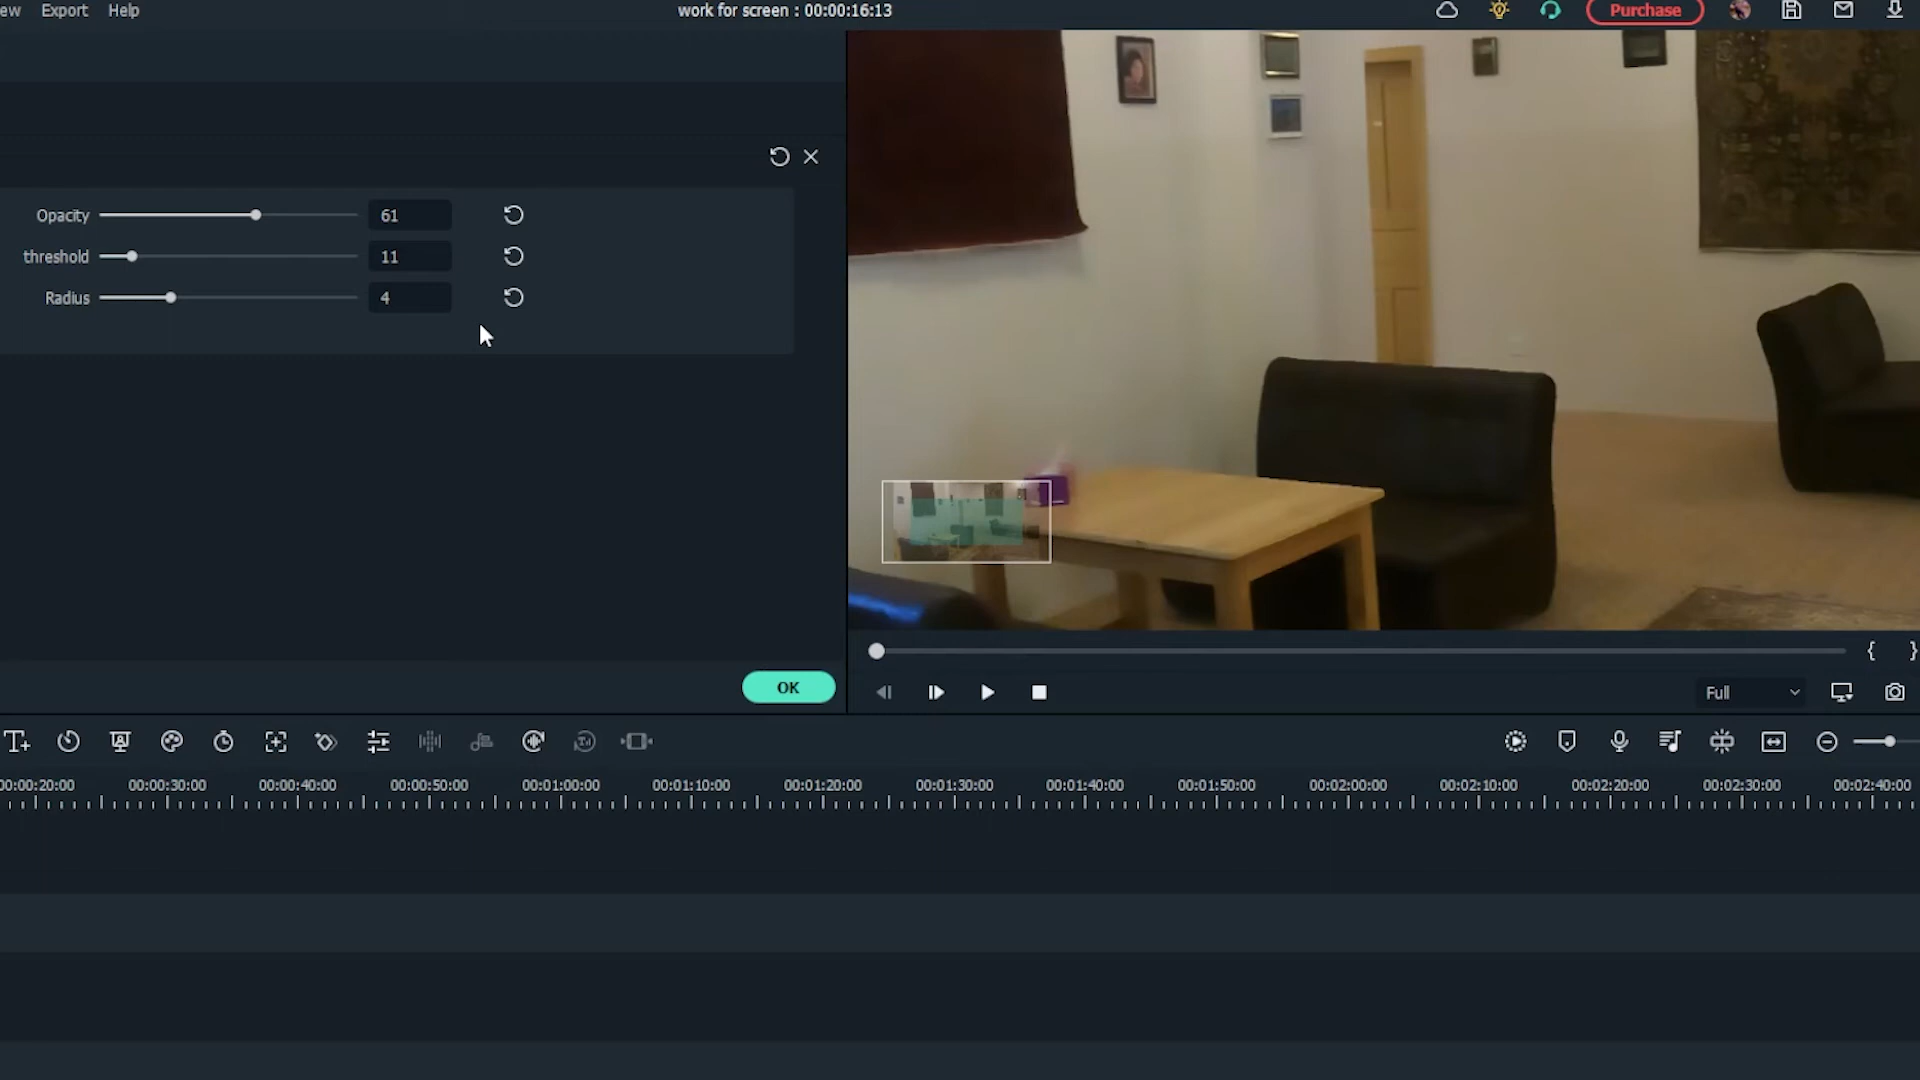 ew Export Help work for screen : 00:00:16:13 Purchase
Opacity 61
threshold 11
Radius 4
OK
Full
00:00:20:00 00:00:30:00 00:00:40:00 00:00:50:00 00:01:00:00 00:01:10:00 00:01:20:00 00:01:30:00 00:01:40:00 00:01:50:00 00:02:00:00 00:02:10:00 00:02:20:00 00:02:30:00 00:02:40:00